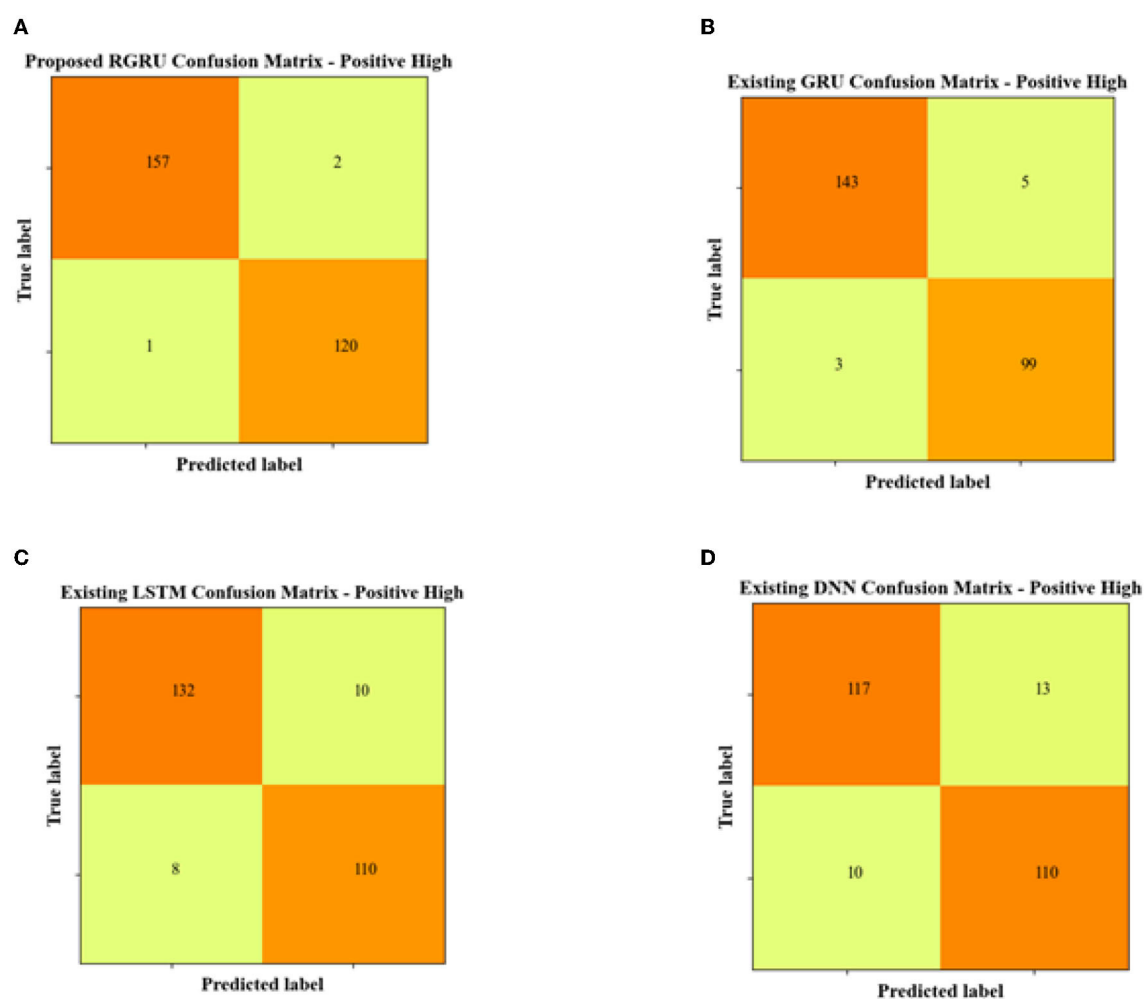 A
Proposed RGRU Confusion Matrix - Positive High
157 2
True label
1 120
Predicted label
B
Existing GRU Confusion Matrix - Positive High
143 5
True label
3 99
Predicted label
C
Existing LSTM Confusion Matrix - Positive High
132 10
True label
8 110
Predicted label
D
Existing DNN Confusion Matrix - Positive High
117 13
True label
10 110
Predicted label